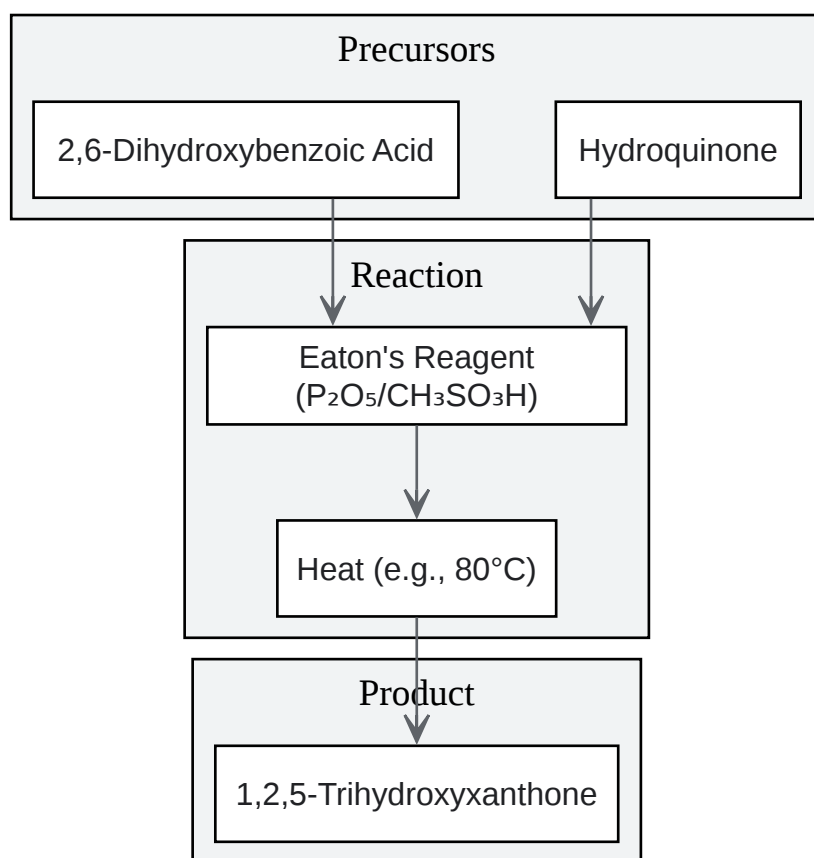 Precursors
2,6-Dihydroxybenzoic Acid
Hydroquinone
Reaction
Eaton's Reagent
(P₂O₅/CH₃SO₃H)
Heat (e.g., 80°C)
Product
1,2,5-Trihydroxyxanthone